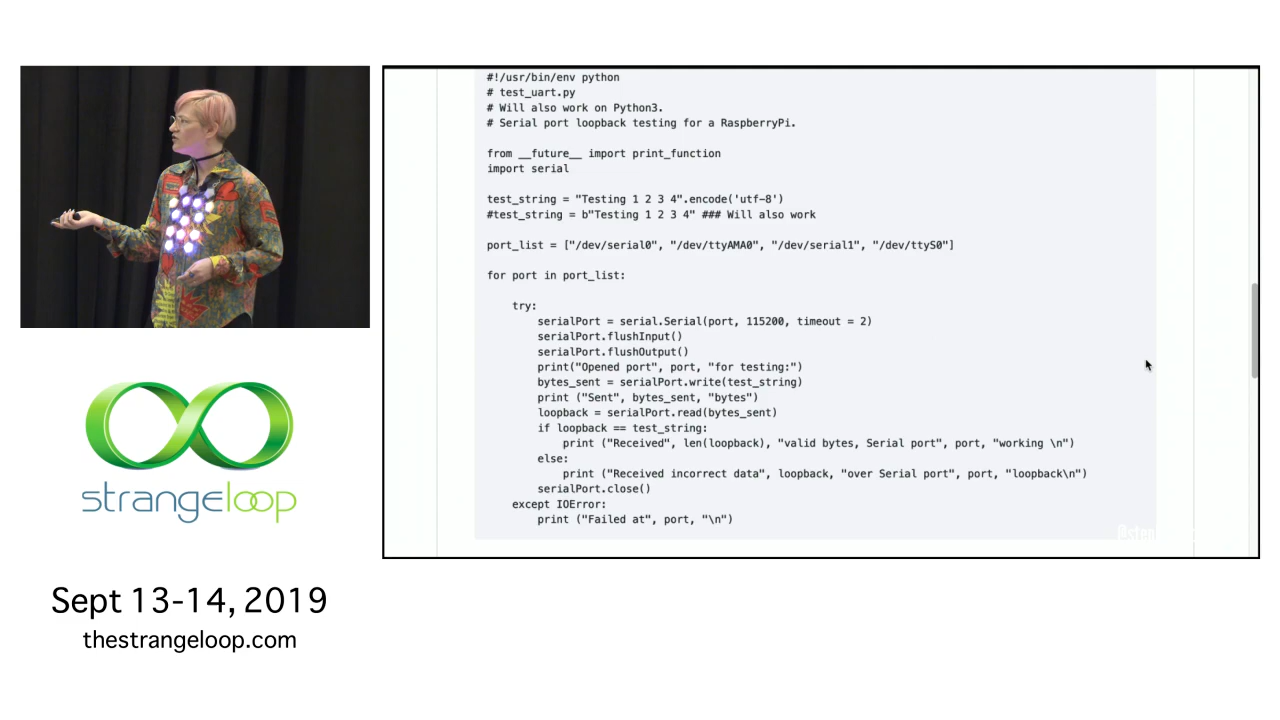 #!/usr/bin/env python
# test_uart.py
# Will also work on Python3.
# Serial port loopback testing for a RaspberryPi.
from __future__ import print_function
import serial
test_string = "Testing 1 2 3 4".encode('utf-8')
#test_string = b"Testing 1 2 3 4" ### Will also work
port_list = ["/dev/serial0", "/dev/ttyAMA0", "/dev/serial1", "/dev/ttyS0"]
for port in port_list:
try:
serialPort = serial.Serial(port, 115200, timeout = 2)
serialPort.flushInput()
serialPort.flushOutput()
print("Opened port", port, "for testing:")
bytes_sent = serialPort.write(test_string)
print ("Sent", bytes_sent, "bytes")
loopback = serialPort.read(bytes_sent)
if loopback == test_string:
print ("Received", len(loopback), "valid bytes, Serial port", port, "working \n")
else:
print ("Received incorrect data", loopback, "over Serial port", port, "loopback\n")
serialPort.close()
except IOError:
print ("Failed at", port, "\n")
strangeloop
Sept 13-14, 2019
thestrangeloop.com